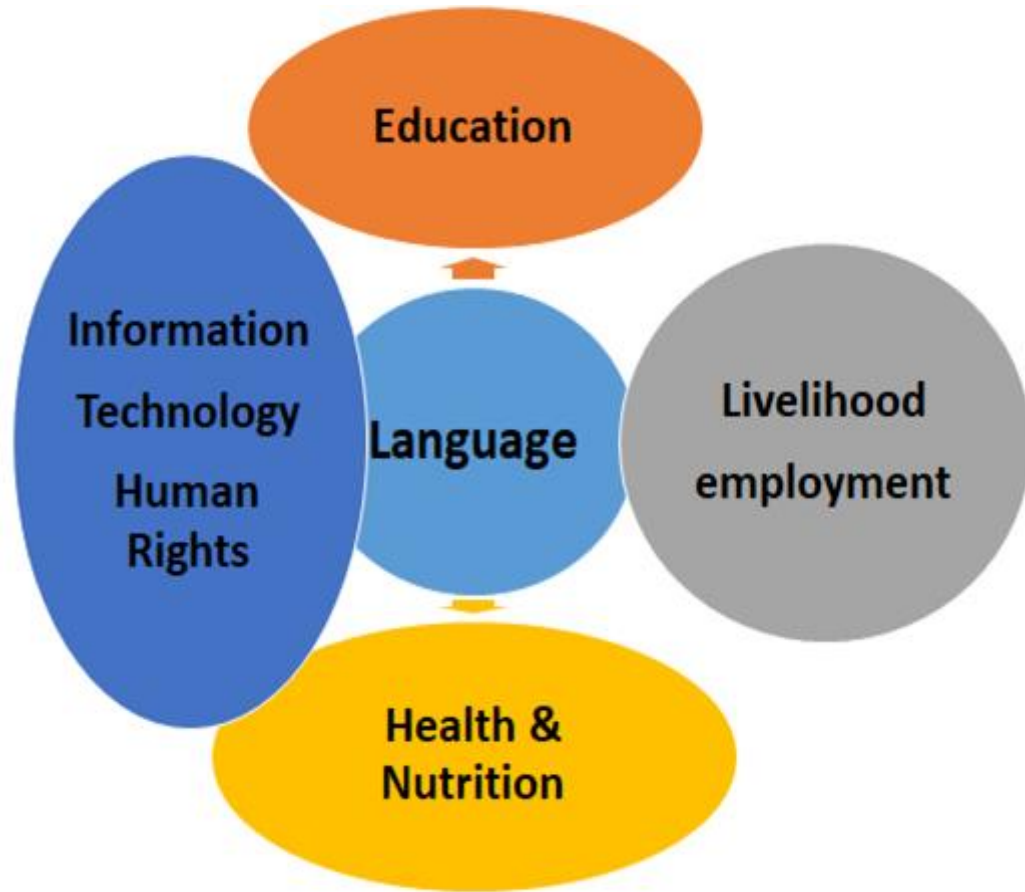 Education
Information
Technology
Human
Rights
Language
Livelihood
employment
Health &
Nutrition